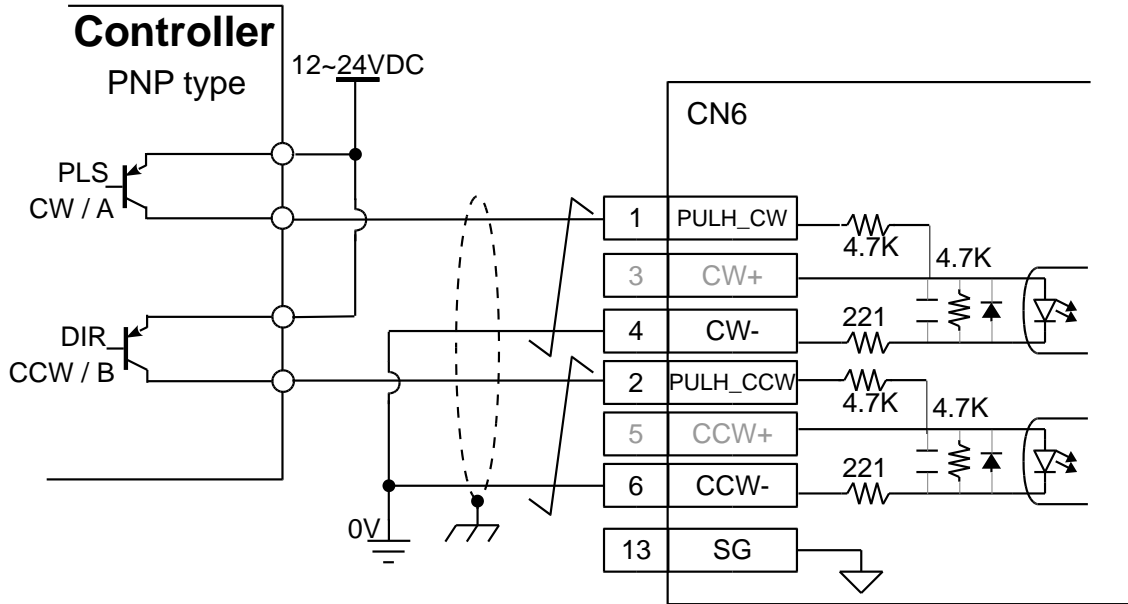 Controller
PNP type
12~24VDC
CN6
PLS
CW / A
1 PULH_CW
4.7K
4.7K
3 CW+
221
4 CW-
DIR
CCW / B
2 PULH_CCW
4.7K
4.7K
5 CCW+
221
6 CCW-
0V
13 SG